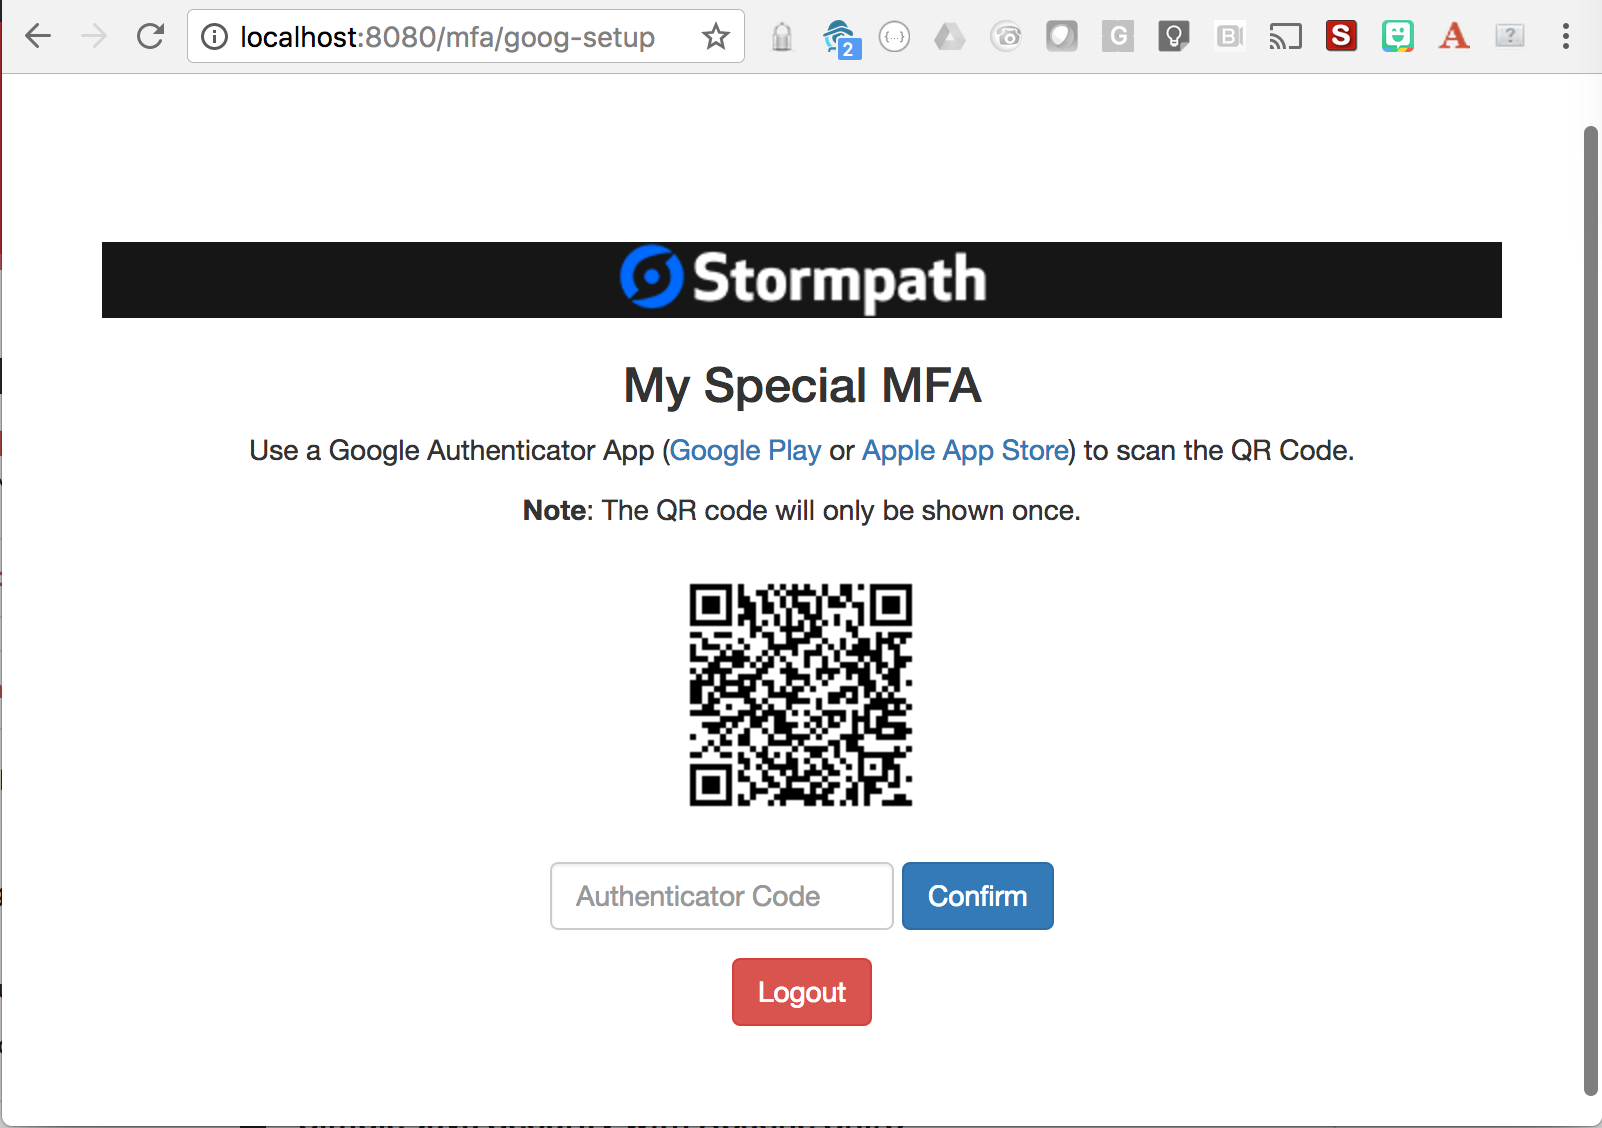 localhost:8080/mfa/goog-setup
2
Stormpath
My Special MFA
Use a Google Authenticator App (Google Play or Apple App Store) to scan the QR Code.
Note: The QR code will only be shown once.
Authenticator Code
Confirm
Logout